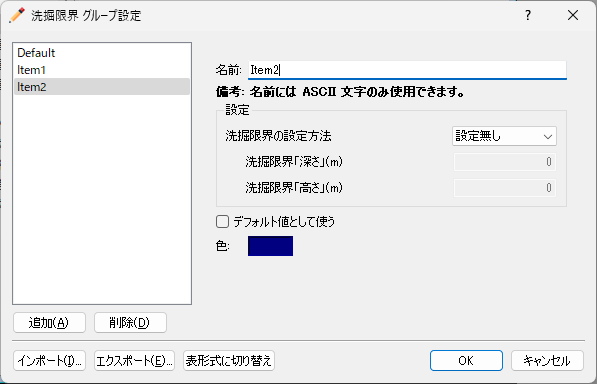 洗掘限界 グループ設定
Default
Item1
Item2
名前: Item2
備考: 名前には ASCII 文字のみ使用できます。
設定
洗掘限界の設定方法 設定無し
洗掘限界「深さ」(m) 0
洗掘限界「高さ」(m) 0
デフォルト値として使う
色:
追加(A) 削除(D)
インポート(I)... エクスポート(E)... 表形式に切り替え OK キャンセル